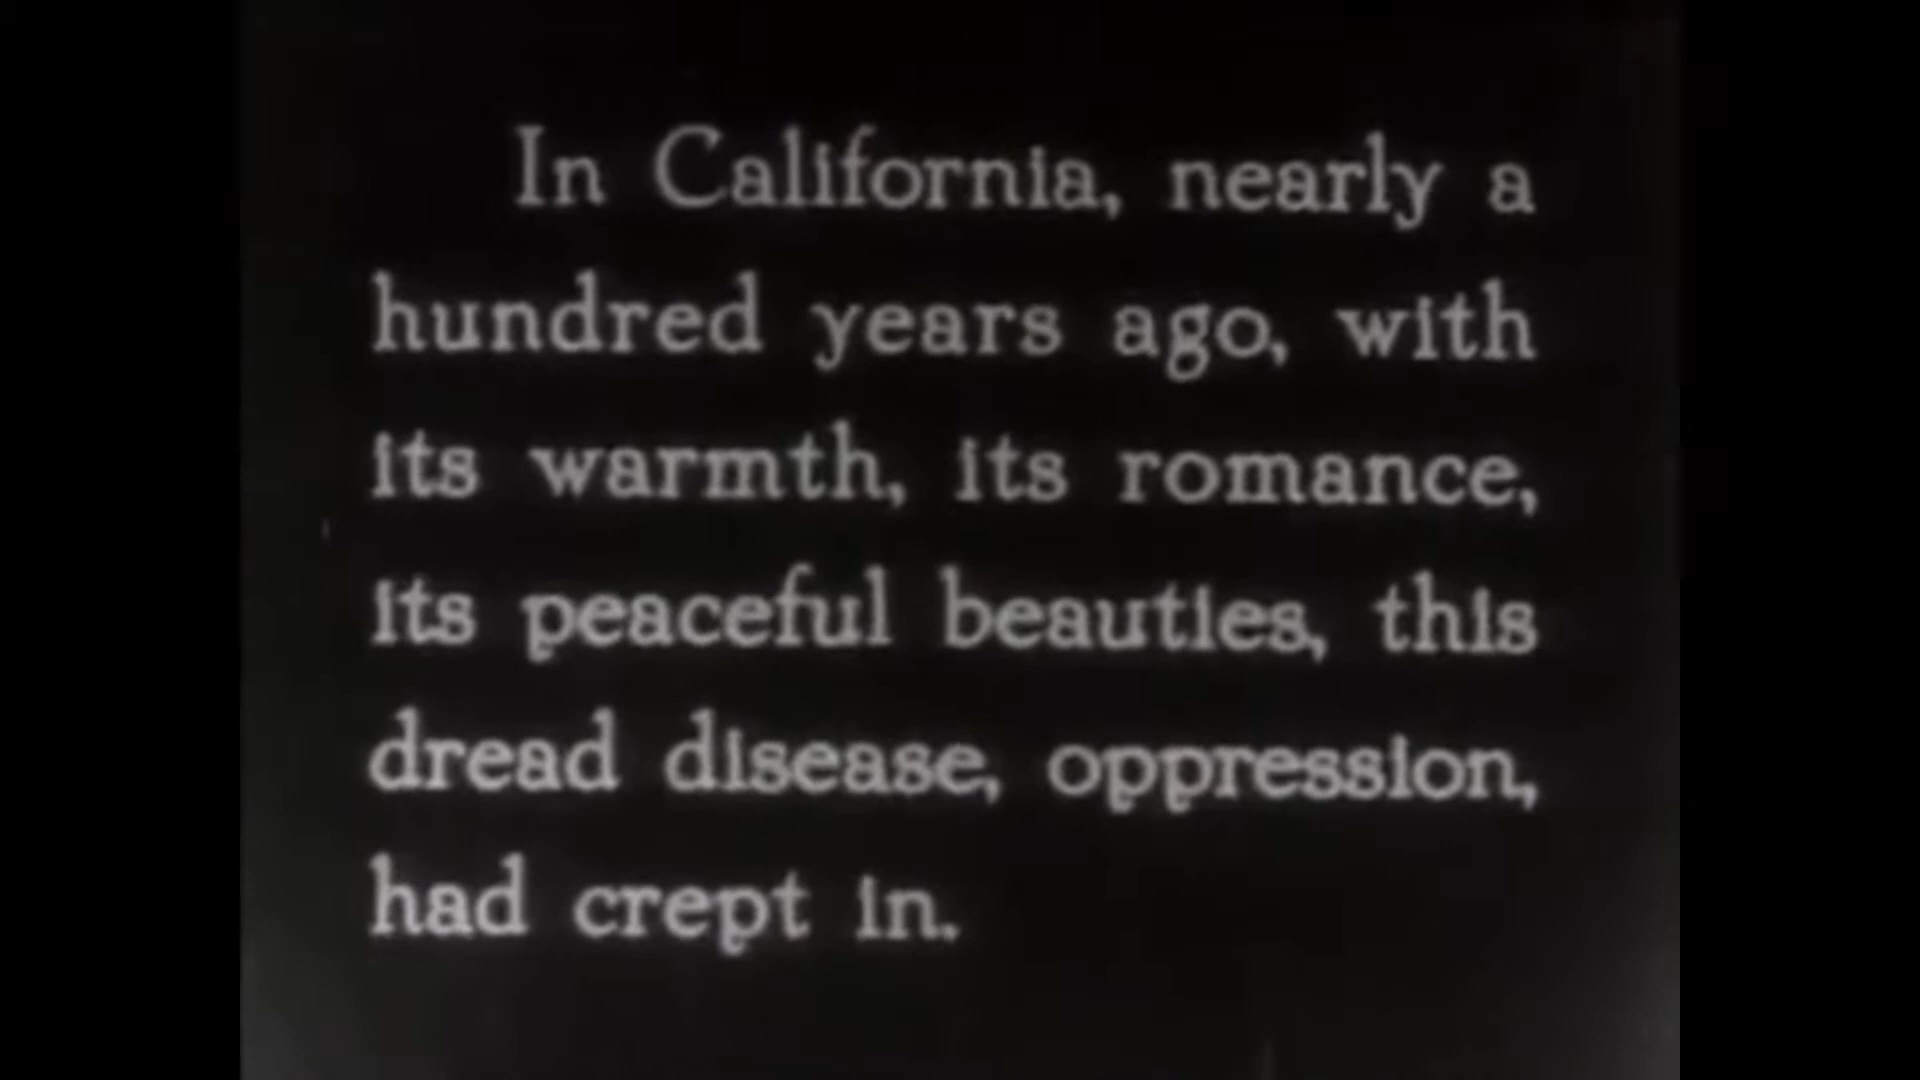 In California, nearly a
hundred years ago, with
its warmth, its romance,
its peaceful beauties, this
dread disease, oppression,
had crept in.